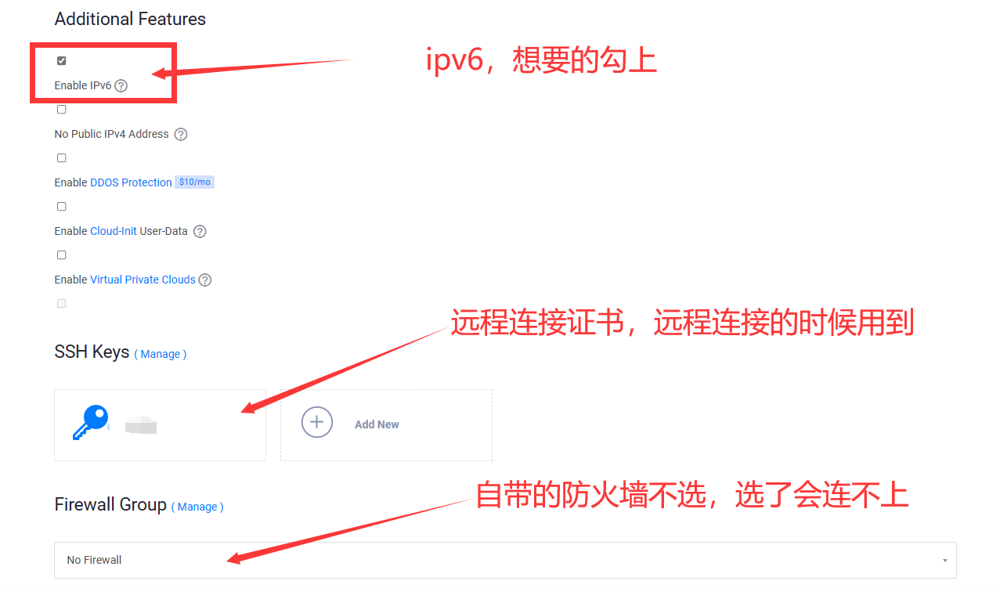 Additional Features
ipv6，想要的勾上
Enable IPv6
No Public IPv4 Address
Enable DDOS Protection $10/mo
Enable Cloud-Init User-Data
Enable Virtual Private Clouds
远程连接证书，远程连接的时候用到
SSH Keys ( Manage )
Add New
自带的防火墙不选，选了会连不上
Firewall Group ( Manage )
No Firewall